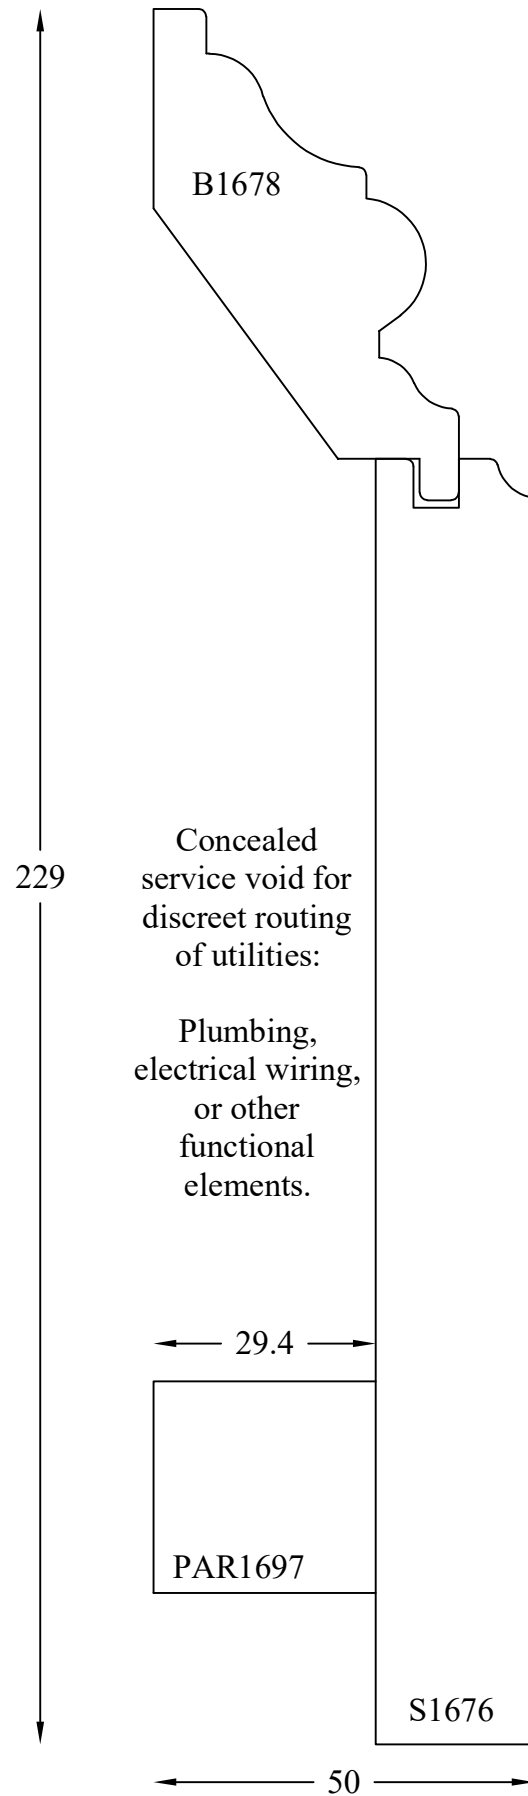 B1678
229
Concealed
service void for
discreet routing
of utilities:
Plumbing,
electrical wiring,
or other
functional
elements.
29.4
PAR1697
S1676
50